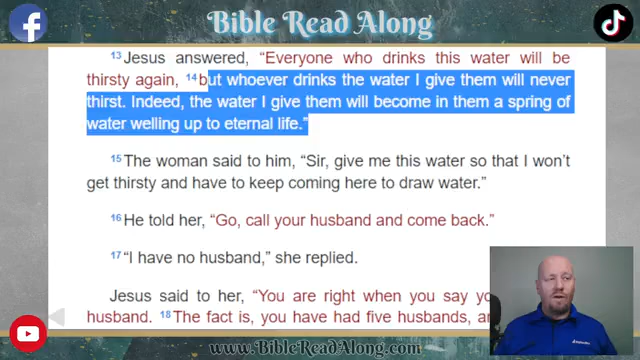 Bible Read Along
13 Jesus answered, “Everyone who drinks this water will be
thirsty again, 14 but whoever drinks the water I give them will never
thirst. Indeed, the water I give them will become in them a spring of
water welling up to eternal life.”
15 The woman said to him, “Sir, give me this water so that I won’t
get thirsty and have to keep coming here to draw water.”
16 He told her, “Go, call your husband and come back.”
17 “I have no husband,” she replied.
Jesus said to her, “You are right when you say yo
husband. 18 The fact is, you have had five husbands, a
www.BibleReadAlong.com